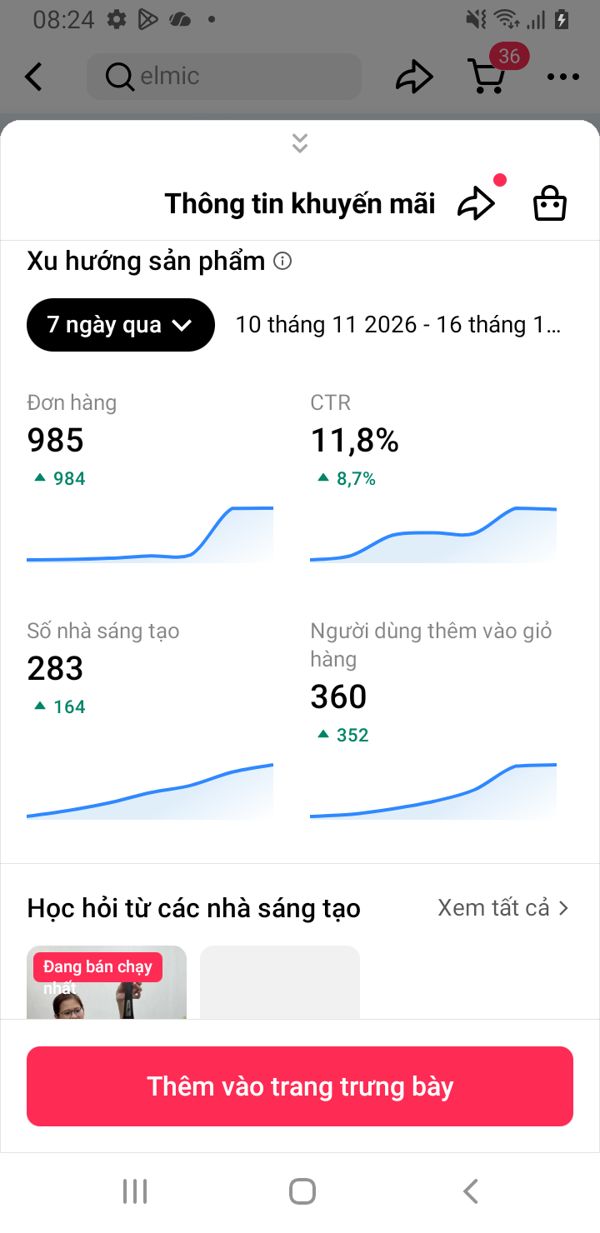 08:24
elmic
36
Thông tin khuyến mãi
Xu hướng sản phẩm
7 ngày qua
10 tháng 11 2026 - 16 tháng 1…
Đơn hàng
985
984
CTR
11,8%
8,7%
Số nhà sáng tạo
283
164
Người dùng thêm vào giỏ
hàng
360
352
Học hỏi từ các nhà sáng tạo
Xem tất cả
Đang bán chạy
nhất
Thêm vào trang trưng bày